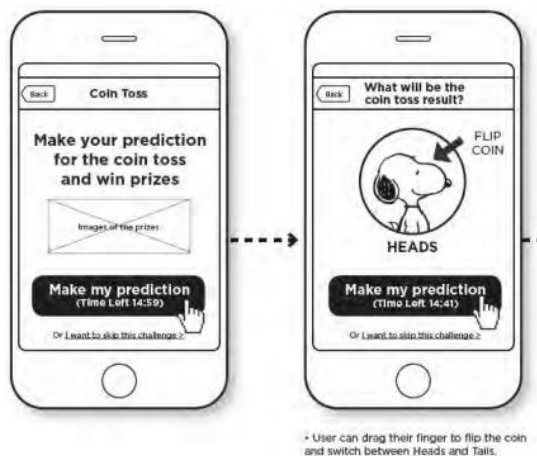 Back
Coin Toss
Make your prediction
for the coin toss
and win prizes
Images of the prizes
Make my prediction
(Time Left 14:59)
Or I want to skip this challenge >
Back
What will be the
coin toss result?
FLIP
COIN
HEADS
Make my prediction
(Time Left 14:41)
Or I want to skip this challenge >
• User can drag their finger to flip the coin
and switch between Heads and Tails.